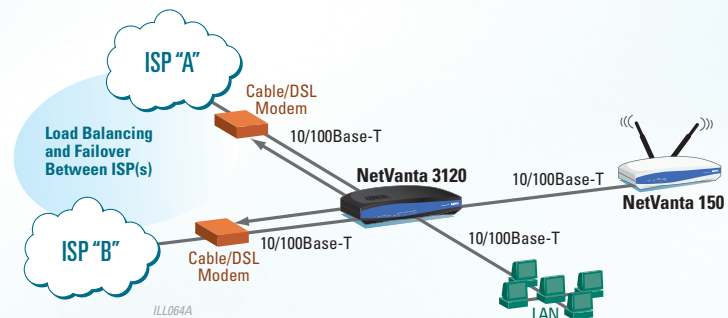 ISP "A"
Cable/DSL
Modem
10/100Base-T
Load Balancing
and Failover
Between ISP(s)
NetVanta 3120
10/100Base-T
NetVanta 150
ISP "B"
10/100Base-T
Cable/DSL
Modem
10/100Base-T
LAN
ILL064A